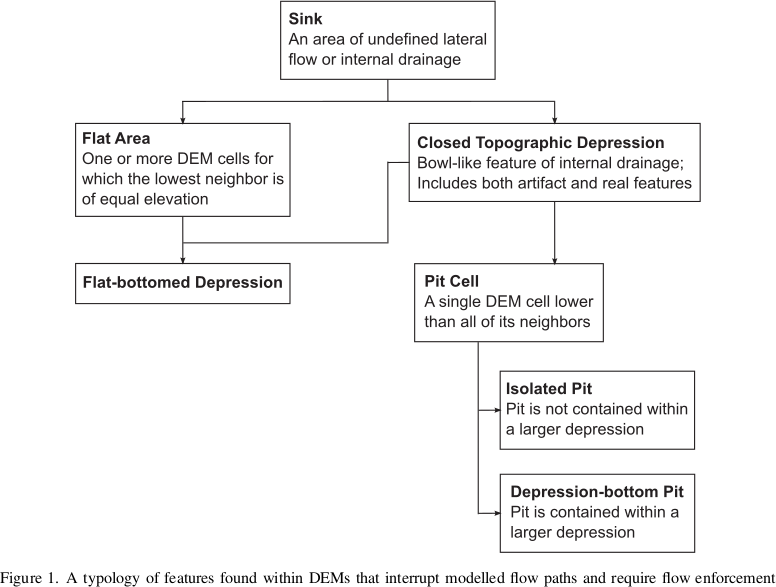 Sink
An area of undefined lateral
flow or internal drainage
Flat Area
One or more DEM cells for
which the lowest neighbor is
of equal elevation
Closed Topographic Depression
Bowl-like feature of internal drainage;
Includes both artifact and real features
Flat-bottomed Depression
Pit Cell
A single DEM cell lower
than all of its neighbors
Isolated Pit
Pit is not contained within
a larger depression
Depression-bottom Pit
Pit is contained within a
larger depression
Figure 1. A typology of features found within DEMs that interrupt modelled flow paths and require flow enforcement